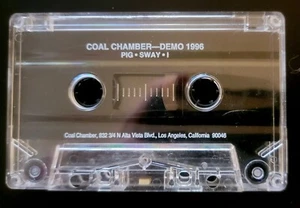 COAL CHAMBER—DEMO 1996
PIG • SWAY • I
Coal Chamber, 832 3/4 N Alta Vista Blvd., Los Angeles, California 90046